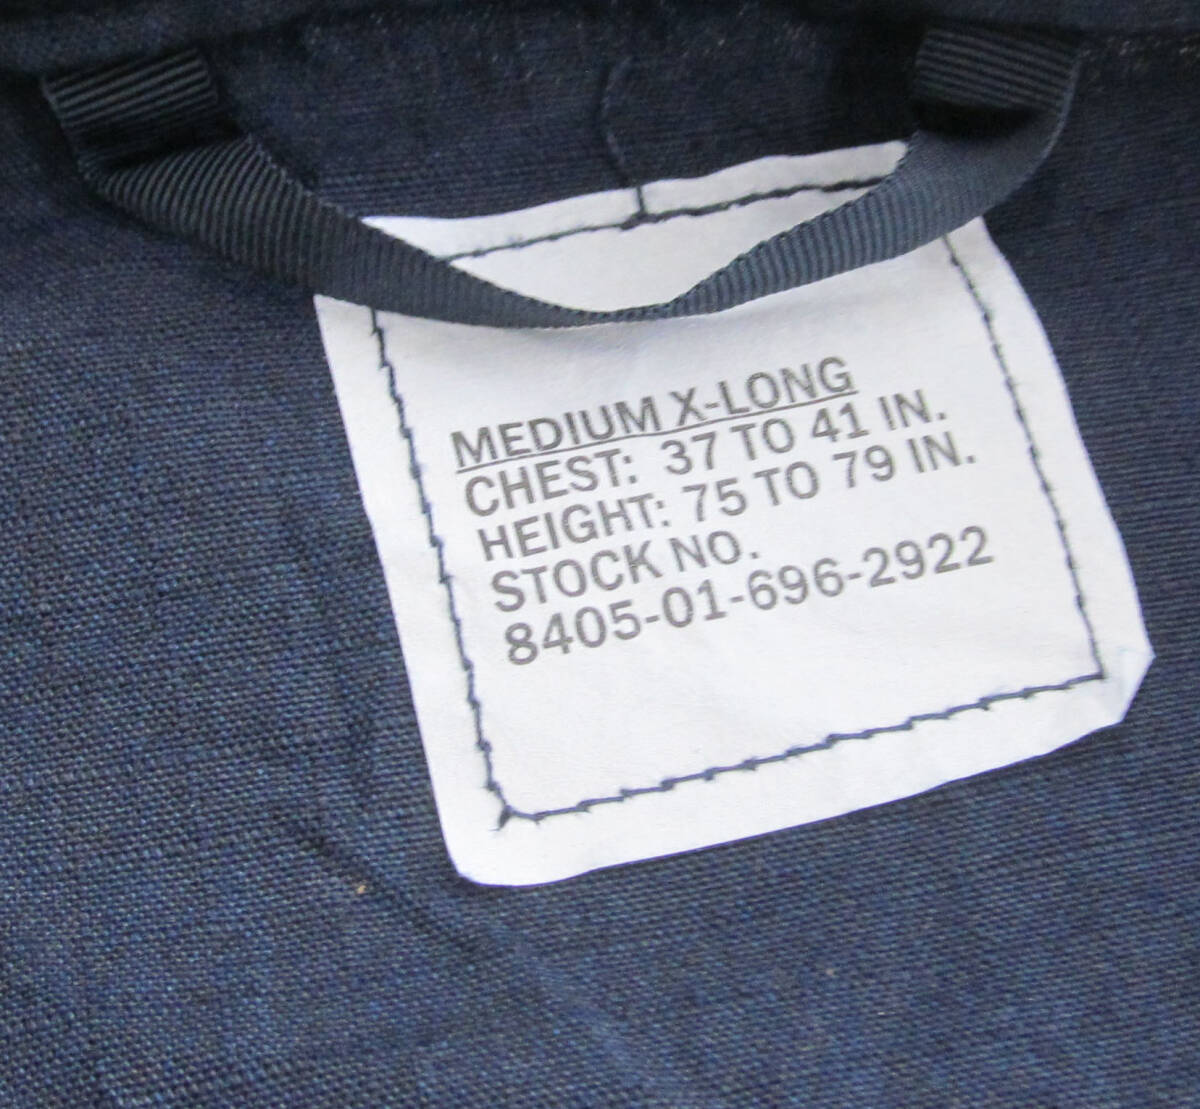 MEDIUM X-LONG
CHEST: 37 TO 41 IN.
HEIGHT: 75 TO 79 IN.
STOCK NO.
8405-01-696-2922